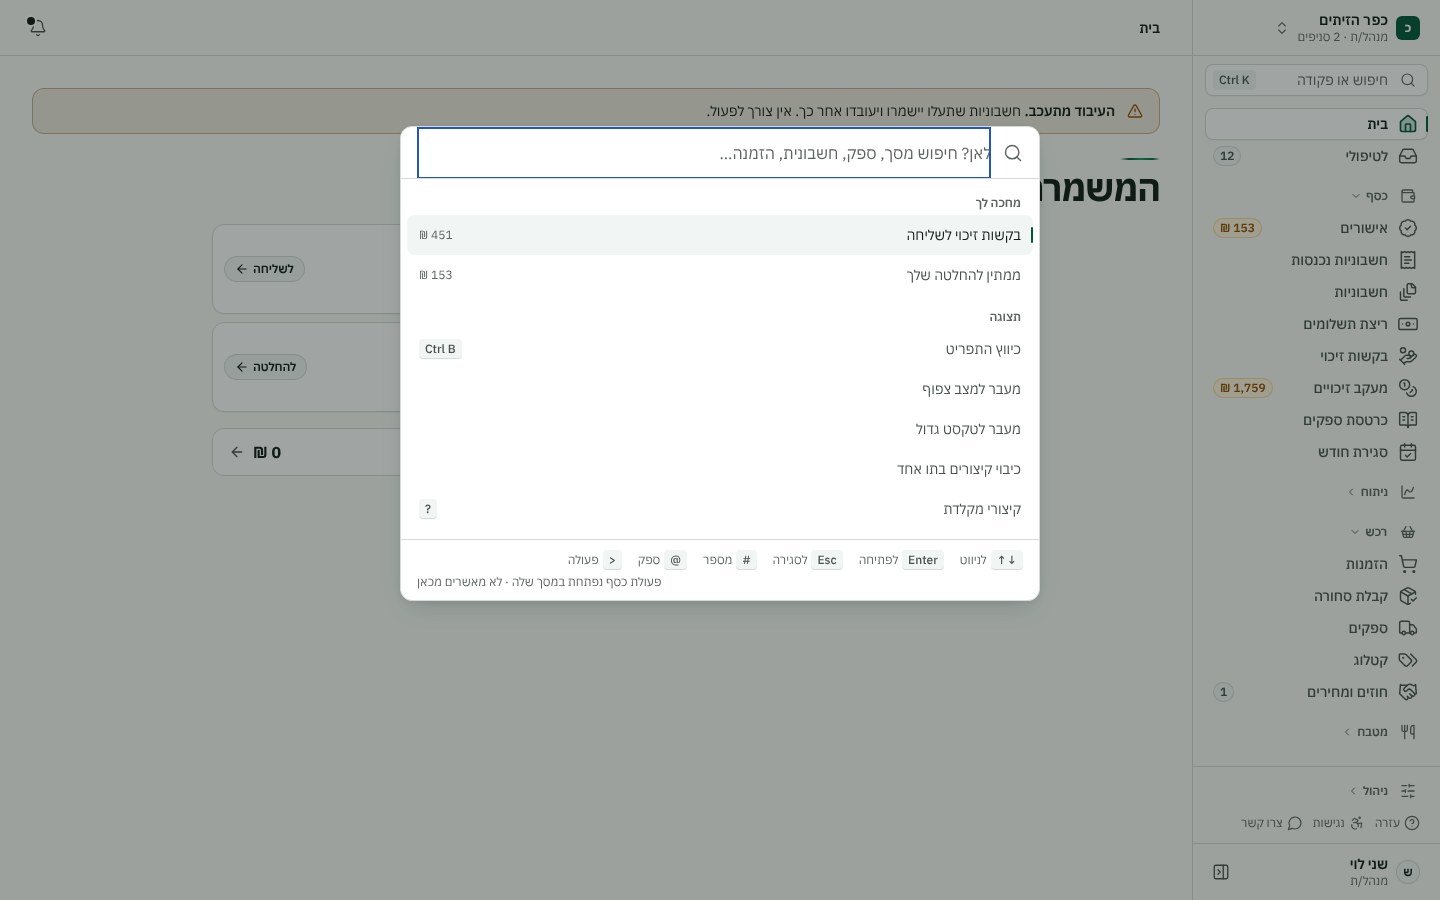 כ
כפר הזיתים
מנהל/ת · 2 סניפים
חיפוש או פקודה
Ctrl K
בית
לטיפולי
12
כסף
אישורים
153 ₪
חשבוניות נכנסות
חשבוניות
ריצת תשלומים
בקשות זיכוי
מעקב זיכויים
1,759 ₪
כרטסת ספקים
סגירת חודש
ניתוח
רכש
הזמנות
קבלת סחורה
ספקים
קטלוג
חוזים ומחירים
1
מטבח
ניהול
עזרה
נגישות
צרו קשר
ש
שני לוי
מנהל/ת
בית
העיבוד מתעכב. חשבוניות שתעלו יישמרו ויעובדו אחר כך. אין צורך לפעול.
לשליחה
להחלטה
0 ₪
לאן? חיפוש מסך, ספק, חשבונית, הזמנה...
מחכה לך
בקשות זיכוי לשליחה
451 ₪
ממתין להחלטה שלך
153 ₪
תצוגה
כיווץ התפריט
Ctrl B
מעבר למצב צפוף
מעבר לטקסט גדול
כיבוי קיצורים בתו אחד
קיצורי מקלדת
?
↑↓ לניווט
Enter לפתיחה
Esc לסגירה
# מספר
@ ספק
> פעולה
פעולת כסף נפתחת במסך שלה · לא מאשרים מכאן